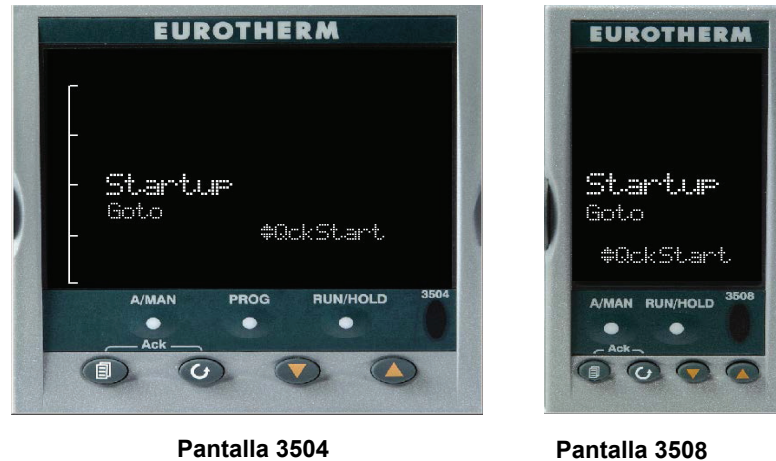 EUROTHERM
Startup
Goto
QckStart
A/MAN PROG RUN/HOLD 3504
Ack
Pantalla 3504
EUROTHERM
Startup
Goto
QckStart
A/MAN RUN/HOLD 3508
Ack
Pantalla 3508